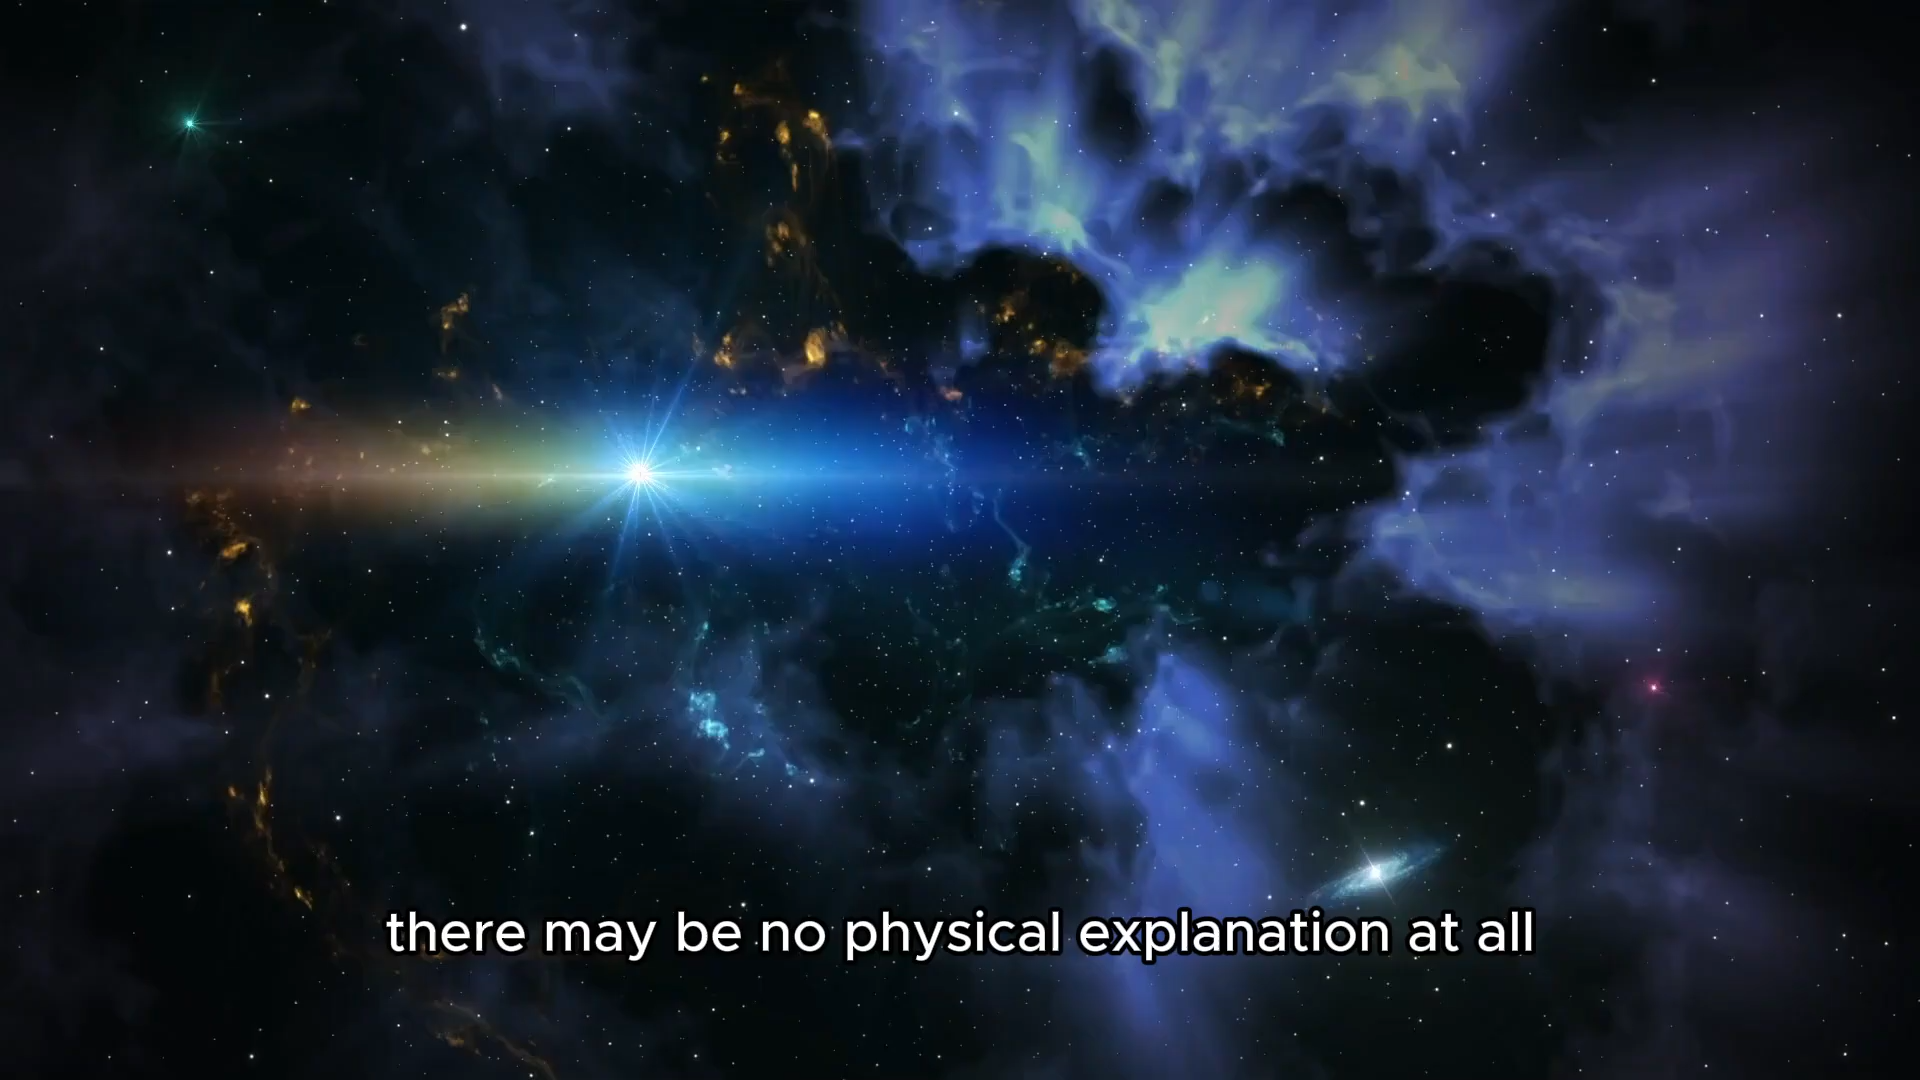 there may be no physical explanation at all